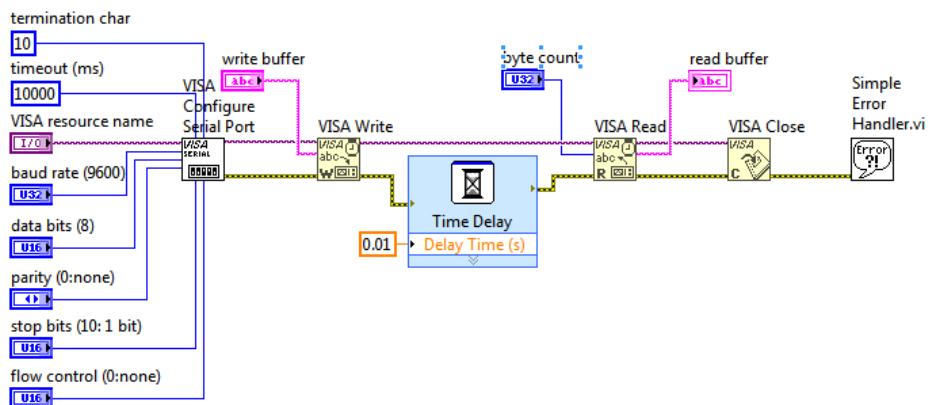 termination char
10
timeout (ms)
10000
VISA resource name
I/O
baud rate (9600)
U32
data bits (8)
U16
parity (0:none)
stop bits (10: 1 bit)
U16
flow control (0:none)
U16
VISA
Configure
Serial Port
VISA
SERIAL
write buffer
abc
VISA Write
VISA
abc
W
Time Delay
Delay Time (s)
0.01
byte count
U32
VISA Read
VISA
abc
R
read buffer
abc
VISA Close
VISA
C
Simple
Error
Handler.vi
Error
?!